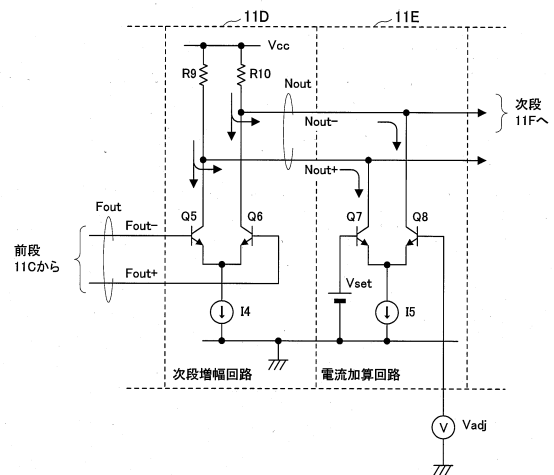 11D
11E
Vcc
R9
R10
Nout
Nout-
次段
11Fへ
Nout+
Fout
Q5
Q6
Q7
Q8
Fout-
前段
11Cから
Fout+
Vset
I4
I5
次段増幅回路
電流加算回路
V
Vadj